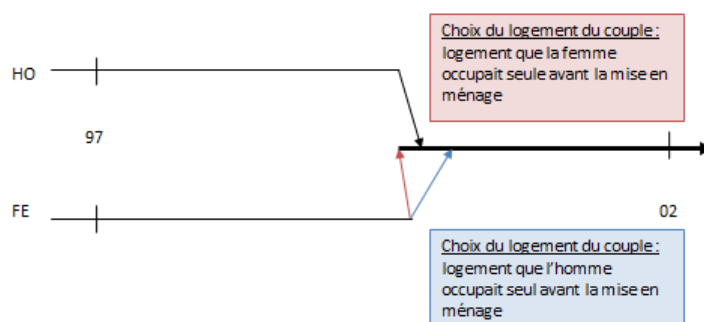 Choix du logement du couple :
logement que la femme
occupait seule avant la mise en
ménage
HO
97
FE
02
Choix du logement du couple :
logement que l'homme
occupait seul avant la mise en
ménage